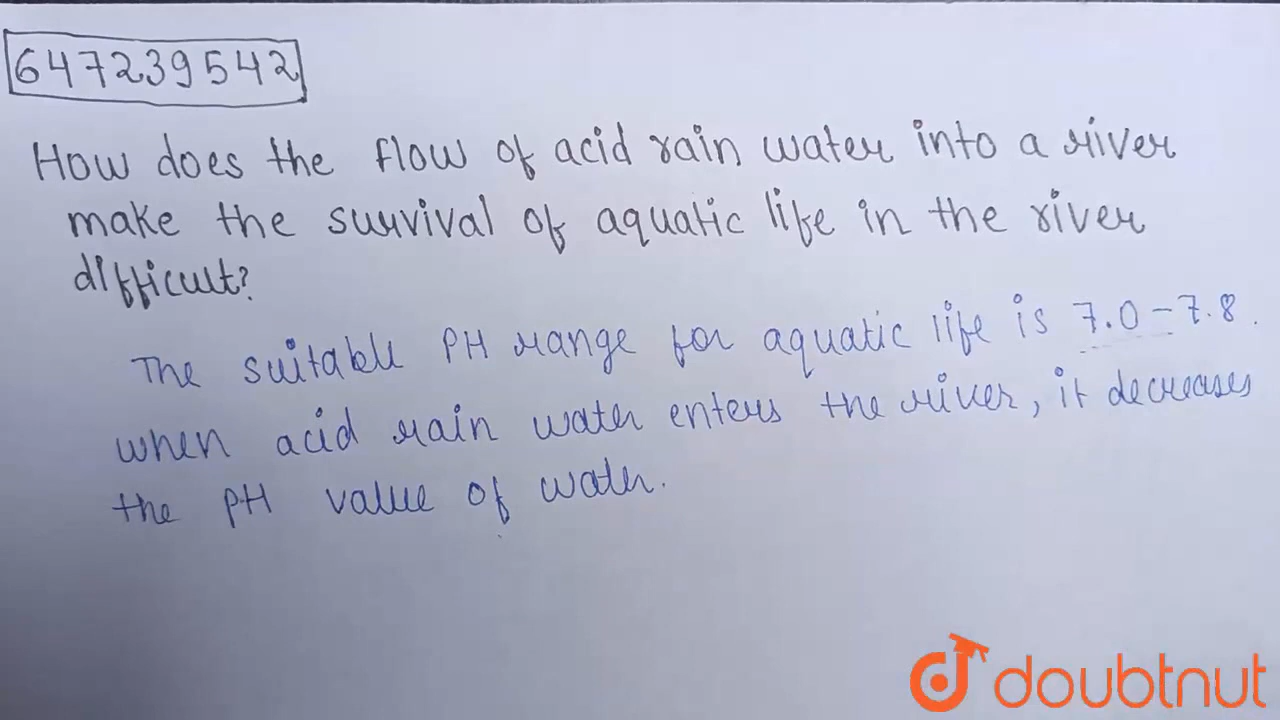 647239542
How does the flow of acid rain water into a river
make the survival of aquatic life in the river
difficult?
The suitable PH range for aquatic life is 7.0-7.8.
when acid rain water enters the river, it decreases
the pH value of water.
doubtnut